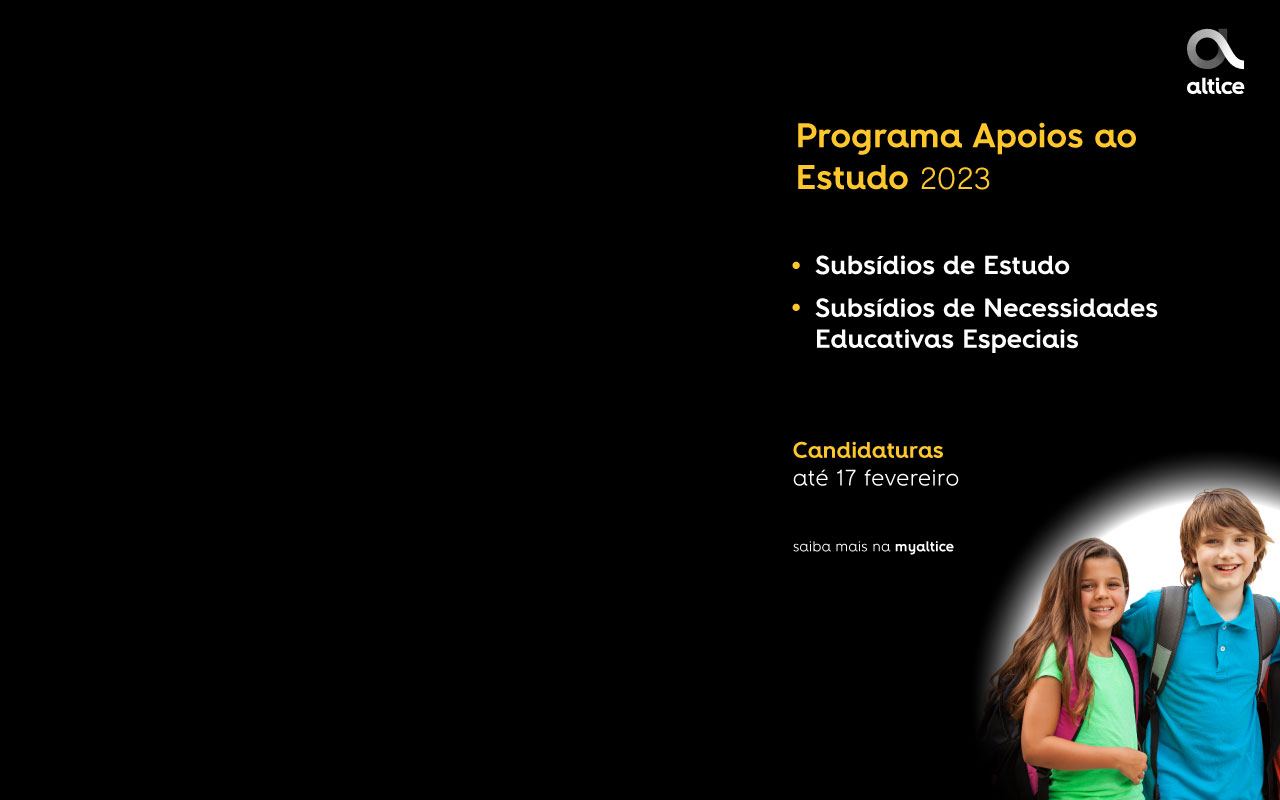 altice
Programa Apoios ao
Estudo 2023
• Subsídios de Estudo
• Subsídios de Necessidades
Educativas Especiais
Candidaturas
até 17 fevereiro
saiba mais na myaltice